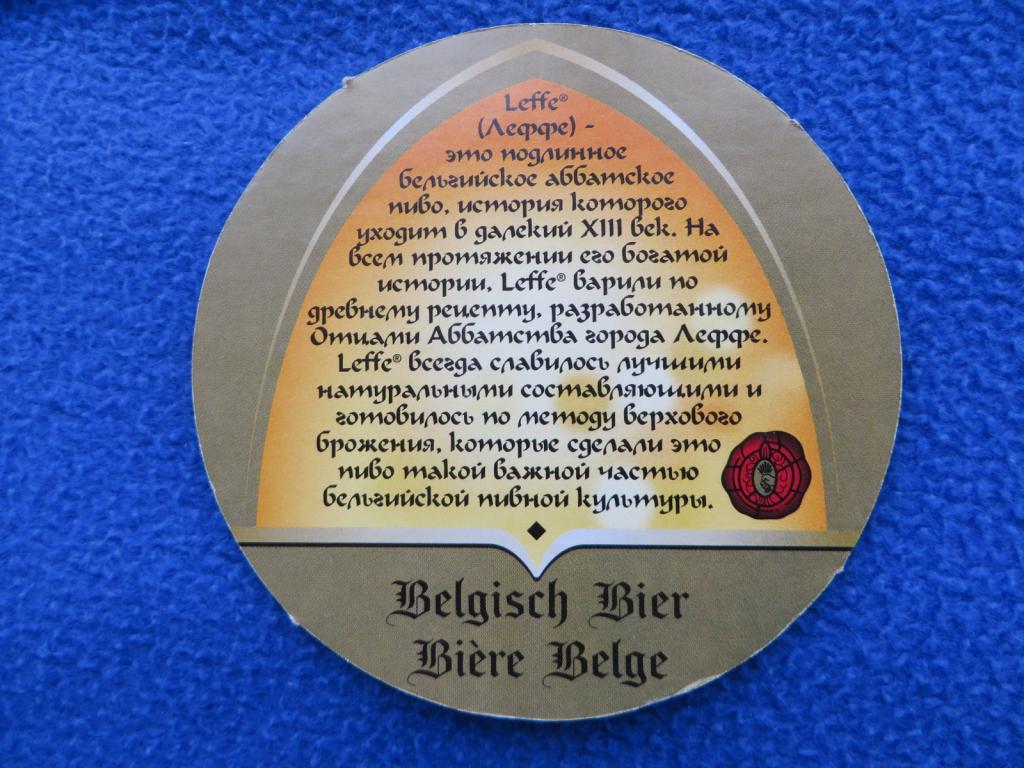 Leffe®
(Леффе) -
это подлинное
бельгийское аббатское
пиво, история которого
уходит в далекий XIII век. На
всем протяжении его богатой
истории, Leffe® варили по
древнему рецепту, разработанному
Отцами Аббатства города Леффе.
Leffe® всегда славилось лучшими
натуральными составляющими и
готовилось по методу верхового
брожения, которые сделали это
пиво такой важной частью
бельгийской пивной культуры.
Belgisch Bier
Bière Belge